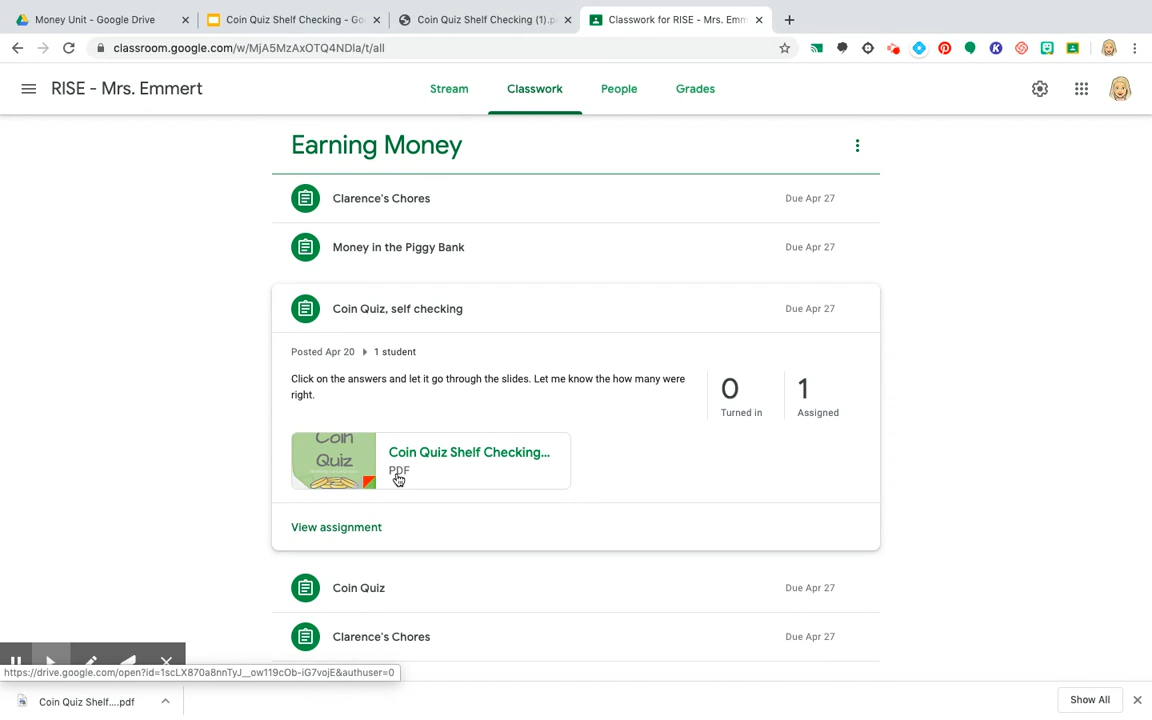 Money Unit - Google Drive
Coin Quiz Shelf Checking - Go
Coin Quiz Shelf Checking (1).p
Classwork for RISE - Mrs. Emm
classroom.google.com/w/MjA5MzAxOTQ4NDla/t/all
RISE - Mrs. Emmert
Stream
Classwork
People
Grades
Earning Money
Clarence's Chores
Due Apr 27
Money in the Piggy Bank
Due Apr 27
Coin Quiz, self checking
Due Apr 27
Posted Apr 20
1 student
Click on the answers and let it go through the slides. Let me know the how many were
right.
0
Turned in
1
Assigned
Coin
Quiz
Coin Quiz Shelf Checking...
PDF
View assignment
Coin Quiz
Due Apr 27
Clarence's Chores
Due Apr 27
https://drive.google.com/open?id=1scLX870a8nnTyJ__ow119cOb-iG7vojE&authuser=0
Coin Quiz Shelf....pdf
Show All